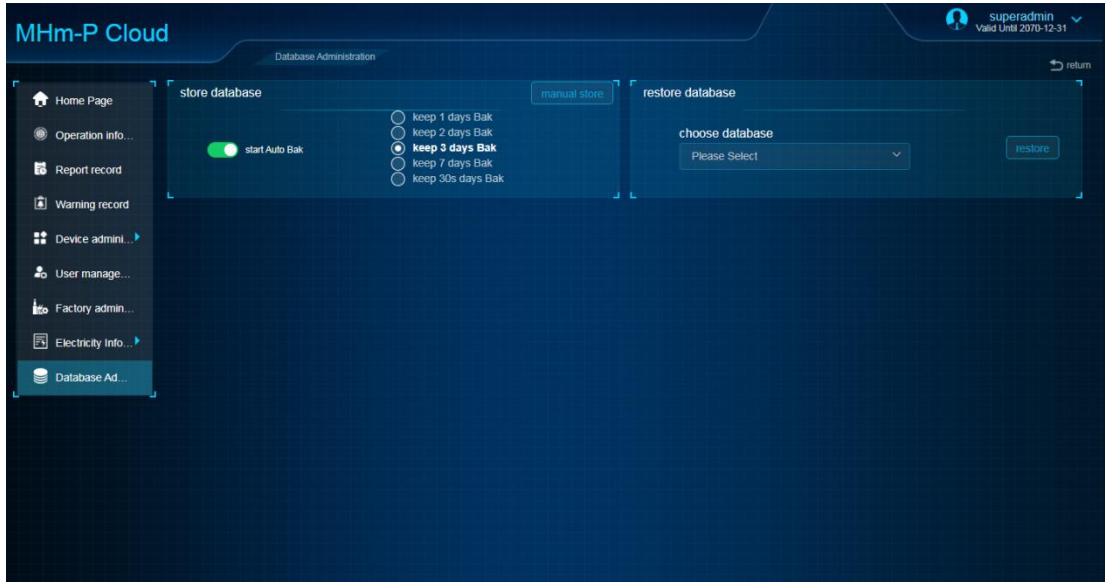 MHm-P Cloud
superadmin
Valid Until 2070-12-31
Database Administration
return
Home Page
Operation info...
Report record
Warning record
Device admini...
User manage...
Factory admin...
Electricity Info...
Database Ad...
store database
manual store
start Auto Bak
keep 1 days Bak
keep 2 days Bak
keep 3 days Bak
keep 7 days Bak
keep 30s days Bak
restore database
choose database
Please Select
restore